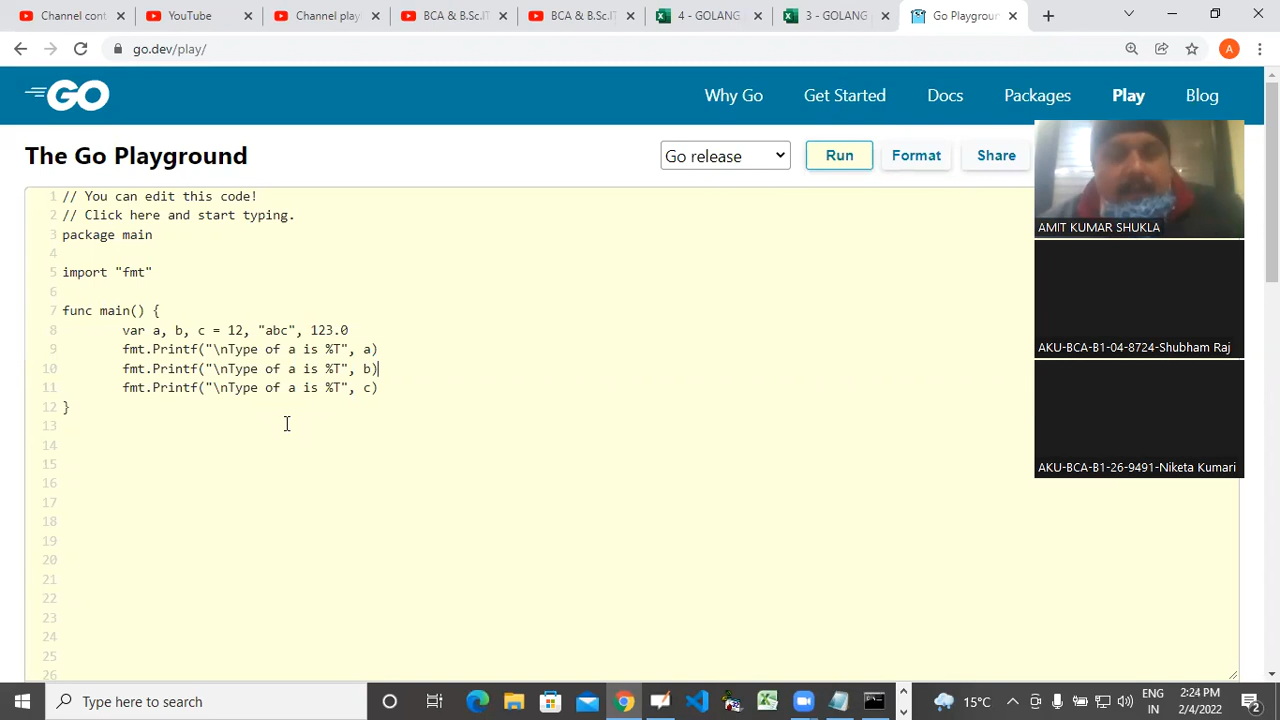 Channel cont
YouTube
Channel play
BCA & B.Sc.IT
BCA & B.Sc.IT
4 - GOLANG
3 - GOLANG
Go Playgroun
go.dev/play/
A
GO
Why Go
Get Started
Docs
Packages
Play
Blog
The Go Playground
Go release
Run
Format
Share
AMIT KUMAR SHUKLA
AKU-BCA-B1-04-8724-Shubham Raj
AKU-BCA-B1-26-9491-Niketa Kumari
1 // You can edit this code!
2 // Click here and start typing.
3 package main
4
5 import "fmt"
6
7 func main() {
8 var a, b, c = 12, "abc", 123.0
9 fmt.Printf("\nType of a is %T", a)
10 fmt.Printf("\nType of a is %T", b)
11 fmt.Printf("\nType of a is %T", c)
12 }
13
14
15
16
17
18
19
20
21
22
23
24
25
26
Type here to search
15°C
ENG
IN
2:24 PM
2/4/2022
2